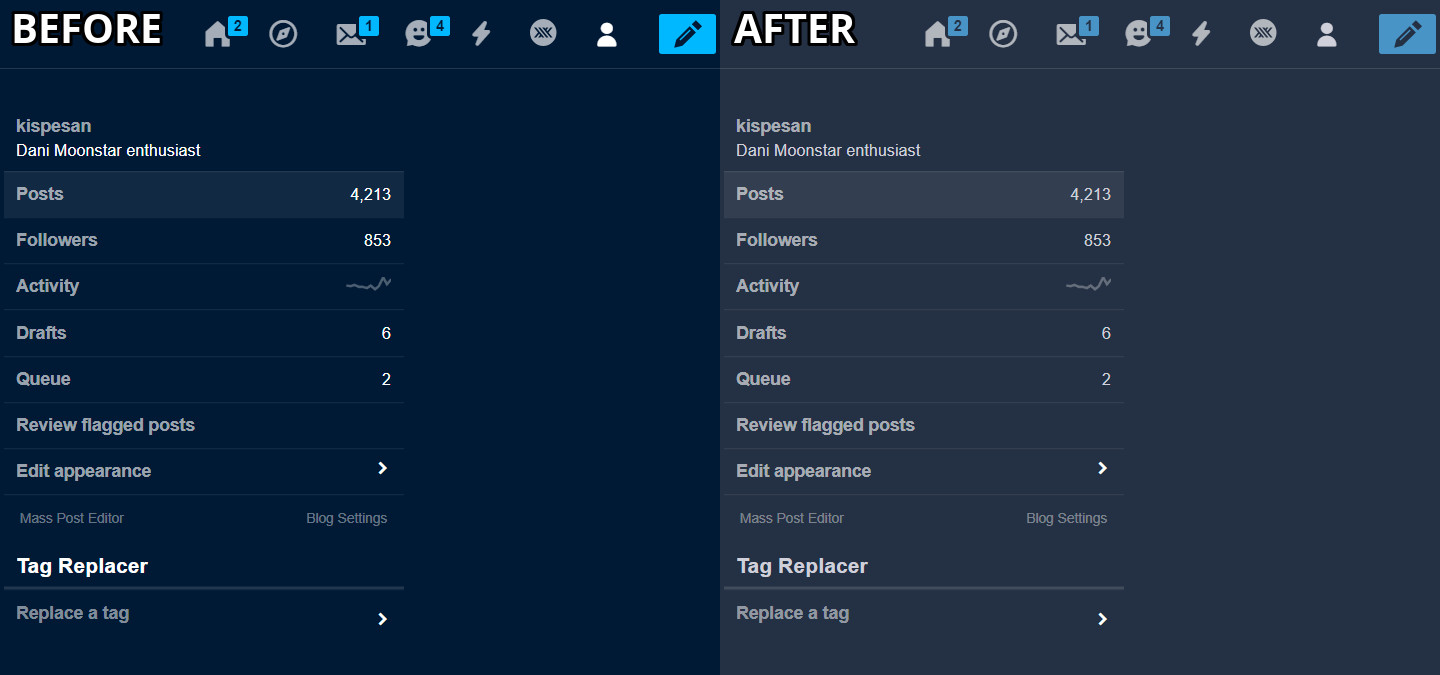 BEFORE
2
1
4
kispesan
Dani Moonstar enthusiast
Posts 4,213
Followers 853
Activity
Drafts 6
Queue 2
Review flagged posts
Edit appearance
Mass Post Editor Blog Settings
Tag Replacer
Replace a tag
AFTER
2
1
4
kispesan
Dani Moonstar enthusiast
Posts 4,213
Followers 853
Activity
Drafts 6
Queue 2
Review flagged posts
Edit appearance
Mass Post Editor Blog Settings
Tag Replacer
Replace a tag